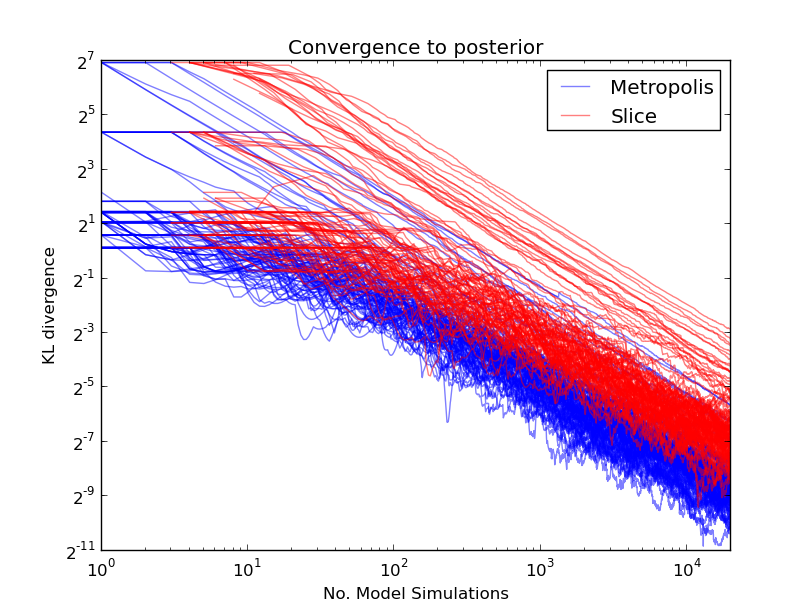 Convergence to posterior
Metropolis
Slice
KL divergence
2^7
2^5
2^3
2^1
2^-1
2^-3
2^-5
2^-7
2^-9
2^-11
10^0 10^1 10^2 10^3 10^4
No. Model Simulations